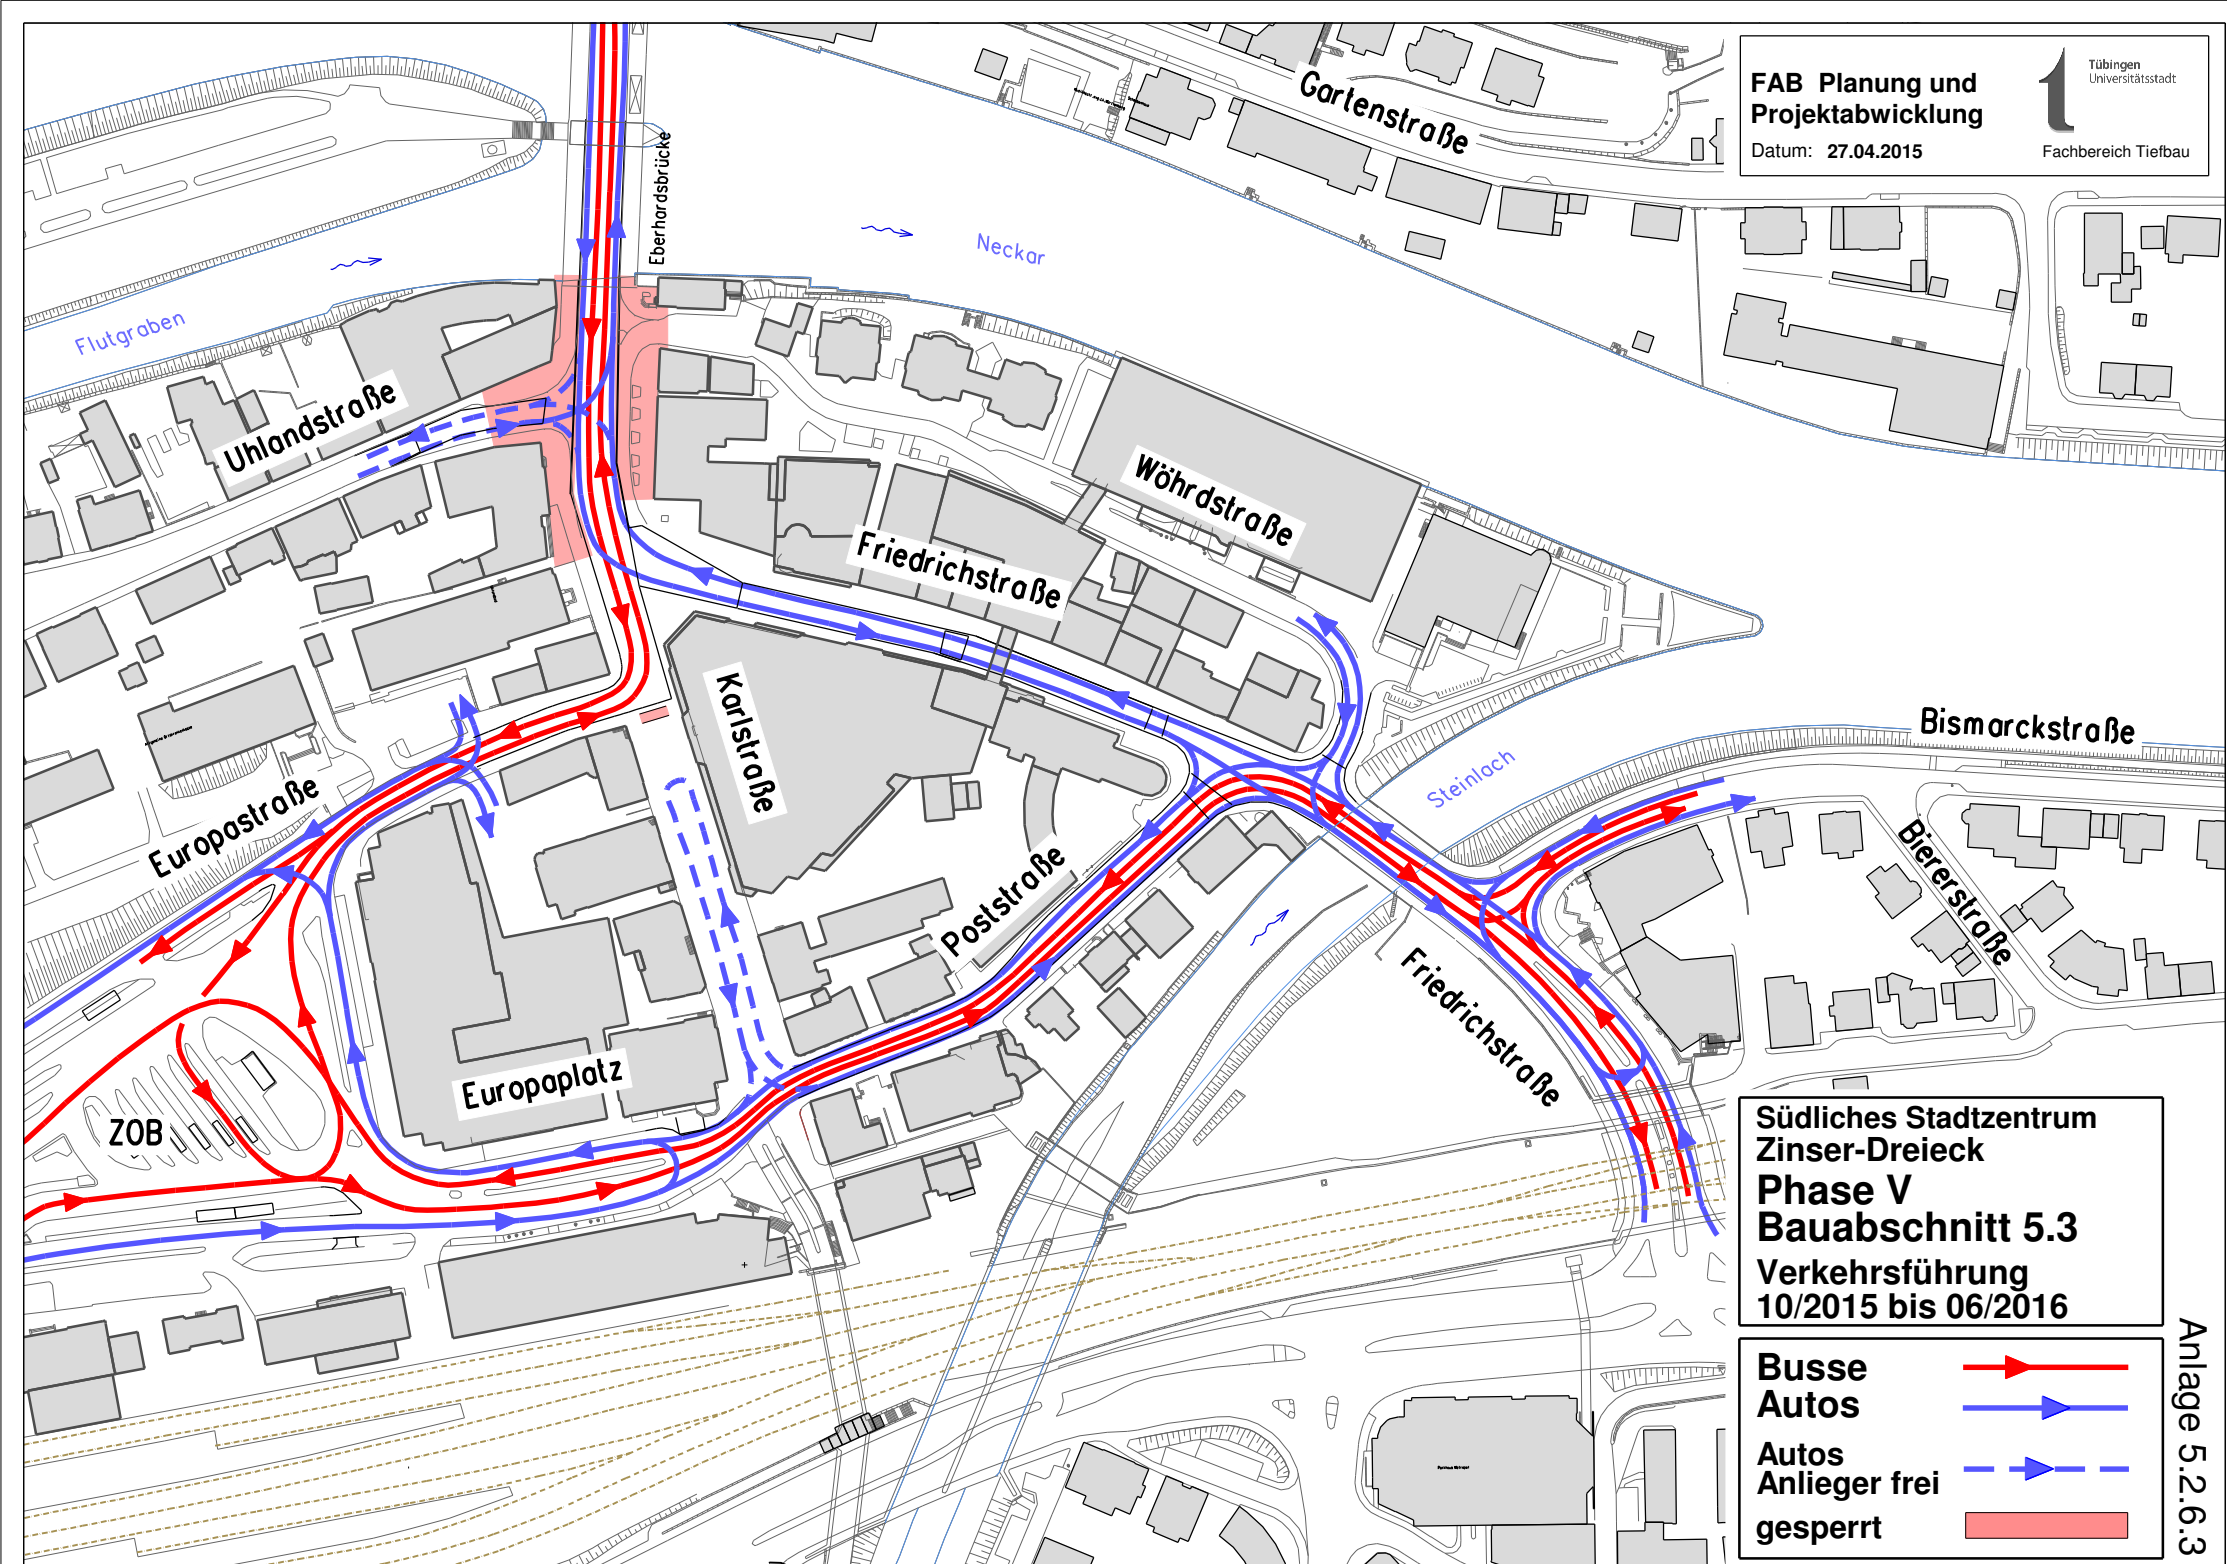 FAB Planung und
Projektabwicklung
Datum: 27.04.2015
Tübingen
Universitätsstadt
Fachbereich Tiefbau
Gartenstraße
Eberhardsbrücke
Neckar
Flutgraben
Uhlandstraße
Wöhrdstraße
Friedrichstraße
Karlstraße
Bismarckstraße
Steinlach
Europastraße
Biererstraße
Poststraße
Friedrichstraße
Europaplatz
ZOB
Südliches Stadtzentrum
Zinser-Dreieck
Phase V
Bauabschnitt 5.3
Verkehrsführung
10/2015 bis 06/2016
Busse
Autos
Autos
Anlieger frei
gesperrt
Anlage 5.2.6.3